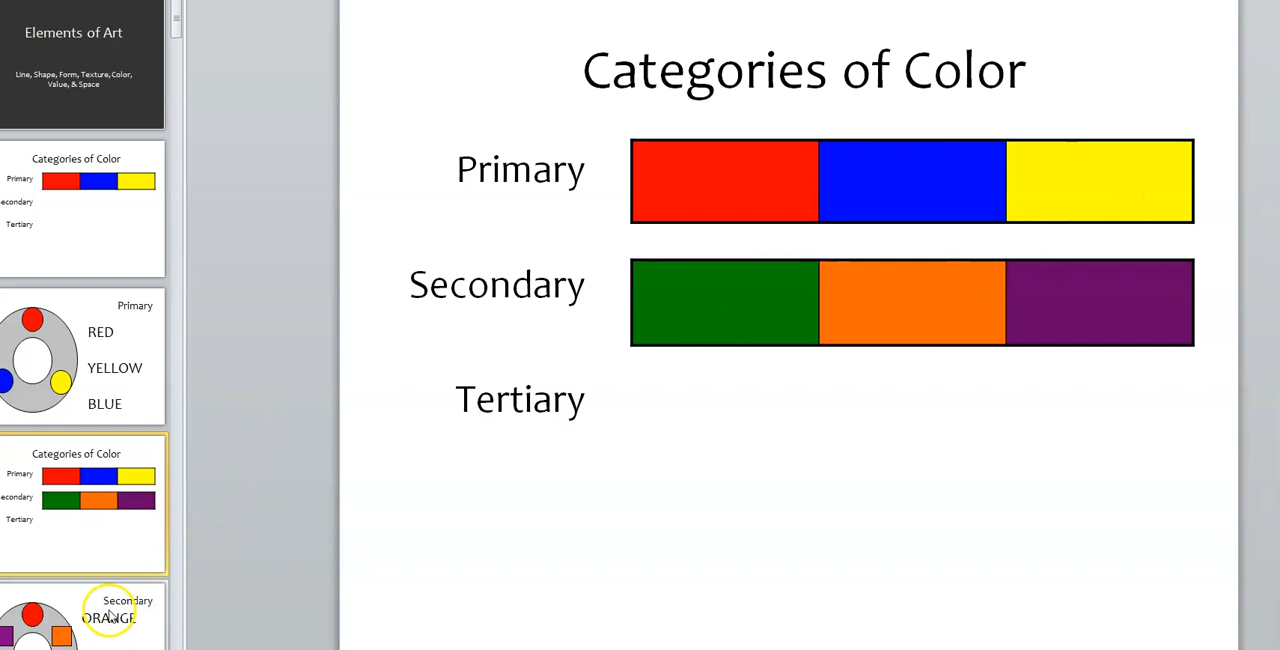 Elements of Art
Line, Shape, Form, Texture, Color,
Value, & Space
Categories of Color
Primary
econdary
Tertiary
Primary
RED
YELLOW
BLUE
Categories of Color
Primary
econdary
Tertiary
Secondary
ORANGE
Categories of Color
Primary
Secondary
Tertiary